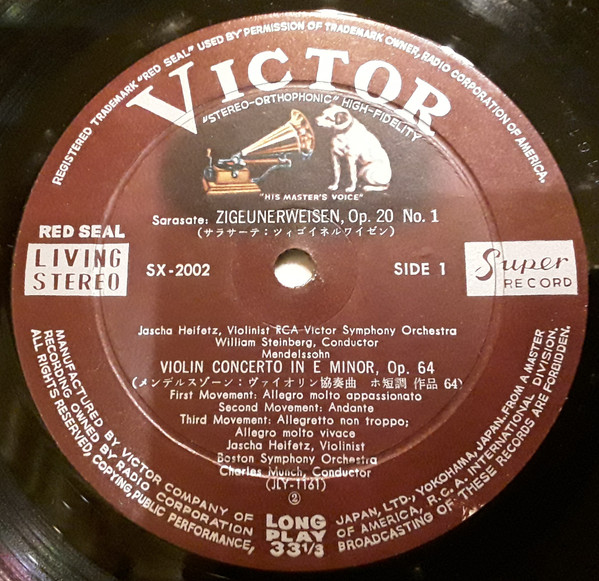 REGISTERED TRADEMARK "RED SEAL" USED BY PERMISSION OF TRADEMARK OWNER, RADIO CORPORATION OF AMERICA.
VICTOR
"STEREO-ORTHOPHONIC" HIGH-FIDELITY
"HIS MASTER'S VOICE"
Sarasate: ZIGEUNERWEISEN, Op. 20 No. 1
(サラサーテ：ツィゴイネルワイゼン)
RED SEAL
LIVING STEREO
SX-2002
SIDE 1
Super RECORD
Jascha Heifetz, Violinist RCA Victor Symphony Orchestra
William Steinberg, Conductor
Mendelssohn
VIOLIN CONCERTO IN E MINOR, Op. 64
(メンデルスゾーン：ヴァイオリン協奏曲 ホ短調 作品 64)
First Movement: Allegro molto appassionato
Second Movement: Andante
Third Movement: Allegretto non troppo;
Allegro molto vivace
Jascha Heifetz, Violinist
Boston Symphony Orchestra
Charles Munch, Conductor
(JLY-1161)
②
LONG PLAY 33 1/3
MANUFACTURED BY VICTOR COMPANY OF JAPAN, LTD., YOKOHAMA, JAPAN. FROM A MASTER
RECORDING OWNED BY RADIO CORPORATION OF AMERICA, R.C.A. INTERNATIONAL DIVISION.
ALL RIGHTS RESERVED, COPYING, PUBLIC PERFORMANCE, BROADCASTING OF THESE RECORDS ARE FORBIDDEN.